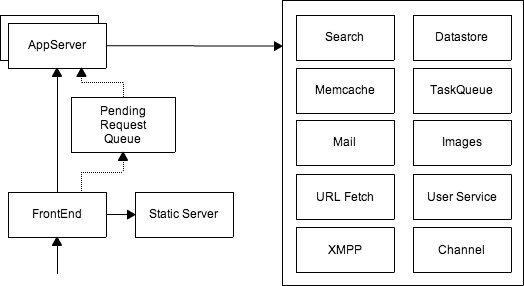 AppServer
Pending
Request
Queue
FrontEnd
Static Server
Search
Datastore
Memcache
TaskQueue
Mail
Images
URL Fetch
User Service
XMPP
Channel